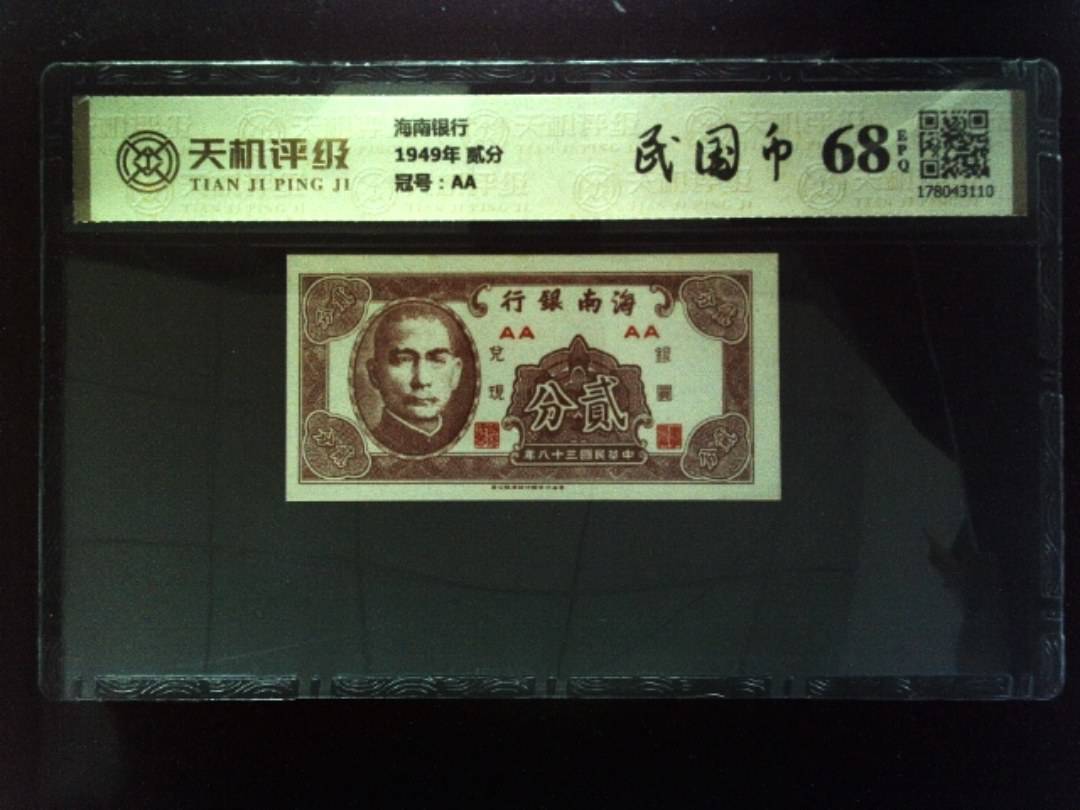 天机评级
TIAN JI PING JI
海南银行
1949年 贰分
冠号：AA
民国币
68
EPQ
178043110
行銀南海
AA AA
兌現
銀圓
分貳
年八十三國民華中